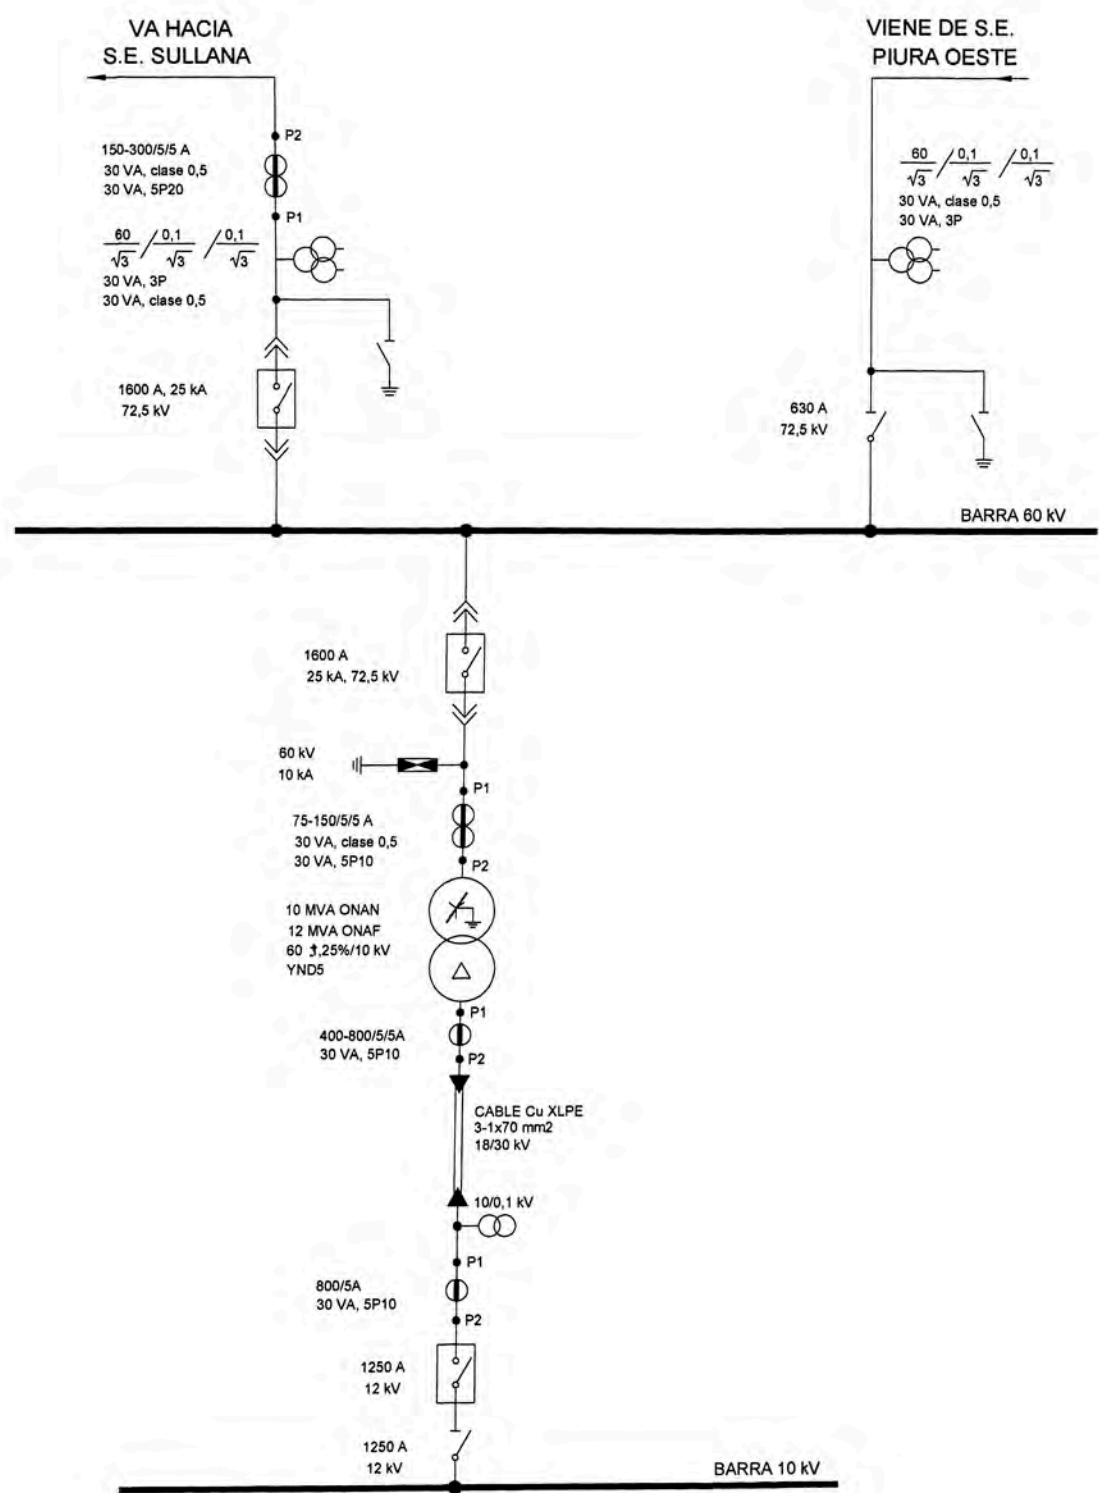 VA HACIA
S.E. SULLANA
VIENE DE S.E.
PIURA OESTE
P2
150-300/5/5 A
30 VA, clase 0,5
30 VA, 5P20
P1
60/√3 / 0,1/√3 / 0,1/√3
30 VA, 3P
30 VA, clase 0,5
60/√3 / 0,1/√3 / 0,1/√3
30 VA, clase 0,5
30 VA, 3P
1600 A, 25 kA
72,5 kV
630 A
72,5 kV
BARRA 60 kV
1600 A
25 kA, 72,5 kV
60 kV
10 kA
P1
75-150/5/5 A
30 VA, clase 0,5
30 VA, 5P10
P2
10 MVA ONAN
12 MVA ONAF
60 ,25%/10 kV
YND5
P1
400-800/5/5A
30 VA, 5P10
P2
CABLE Cu XLPE
3-1x70 mm2
18/30 kV
10/0,1 kV
P1
800/5A
30 VA, 5P10
P2
1250 A
12 kV
1250 A
12 kV
BARRA 10 kV